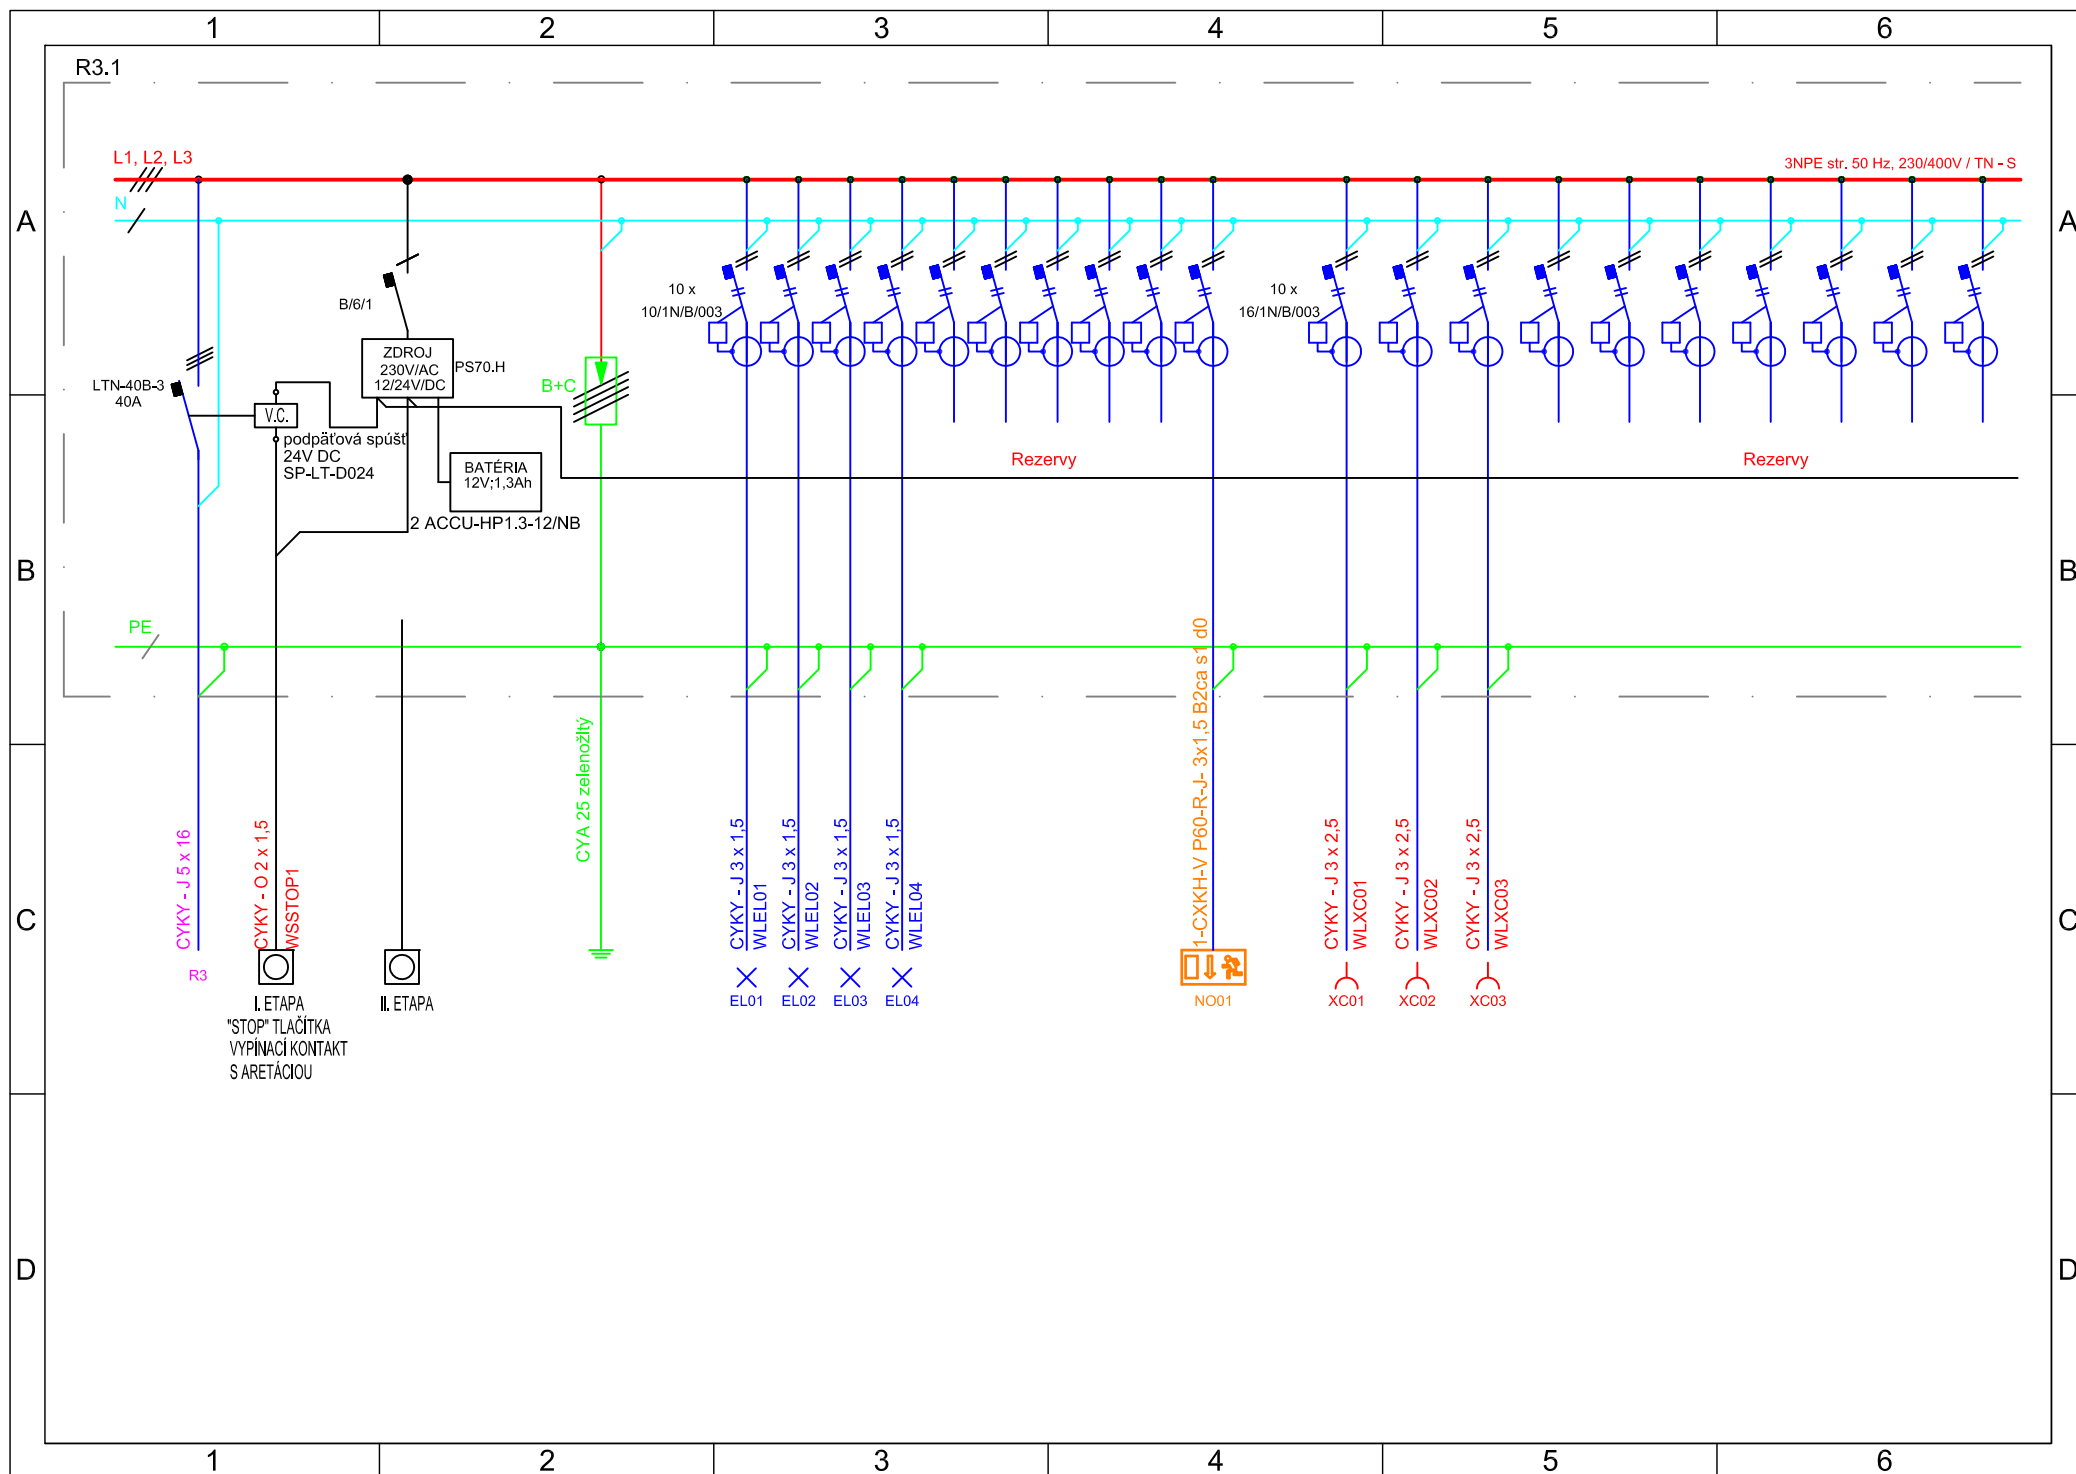 1 2 3 4 5 6
R3.1
L1, L2, L3
3NPE str. 50 Hz, 230/400V / TN - S
N
A A
B/6/1
10 x
10/1N/B/003
10 x
16/1N/B/003
ZDROJ
230V/AC
12/24V/DC
PS70.H
LTN-40B-3
40A
B+C
V.C.
podpäťová spúšť
24V DC
SP-LT-D024
BATÉRIA
12V;1,3Ah
2 ACCU-HP1.3-12/NB
Rezervy
Rezervy
B B
PE
CYKY - J 5 x 16
CYKY - O 2 x 1,5
WSSTOP1
CYA 25 zelenožltý
CYKY - J 3 x 1,5
WLEL01
CYKY - J 3 x 1,5
WLEL02
CYKY - J 3 x 1,5
WLEL03
CYKY - J 3 x 1,5
WLEL04
1-CXKH-V P60-R-J- 3x1,5 B2ca s1 d0
CYKY - J 3 x 2,5
WLXC01
CYKY - J 3 x 2,5
WLXC02
CYKY - J 3 x 2,5
WLXC03
C C
R3
EL01 EL02 EL03 EL04
NO01
XC01 XC02 XC03
I. ETAPA
"STOP" TLAČÍTKA
VYPÍNACÍ KONTAKT
S ARETÁCIOU
II. ETAPA
D D
1 2 3 4 5 6